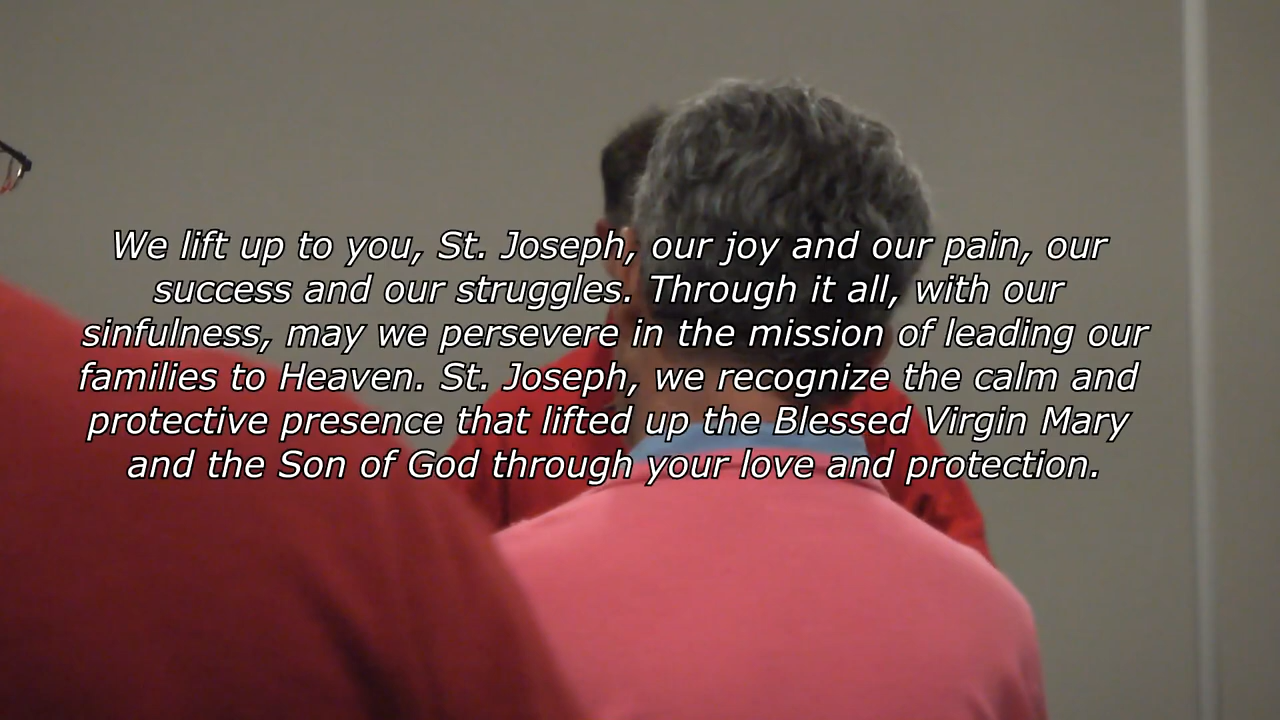 We lift up to you, St. Joseph, our joy and our pain, our
success and our struggles. Through it all, with our
sinfulness, may we persevere in the mission of leading our
families to Heaven. St. Joseph, we recognize the calm and
protective presence that lifted up the Blessed Virgin Mary
and the Son of God through your love and protection.